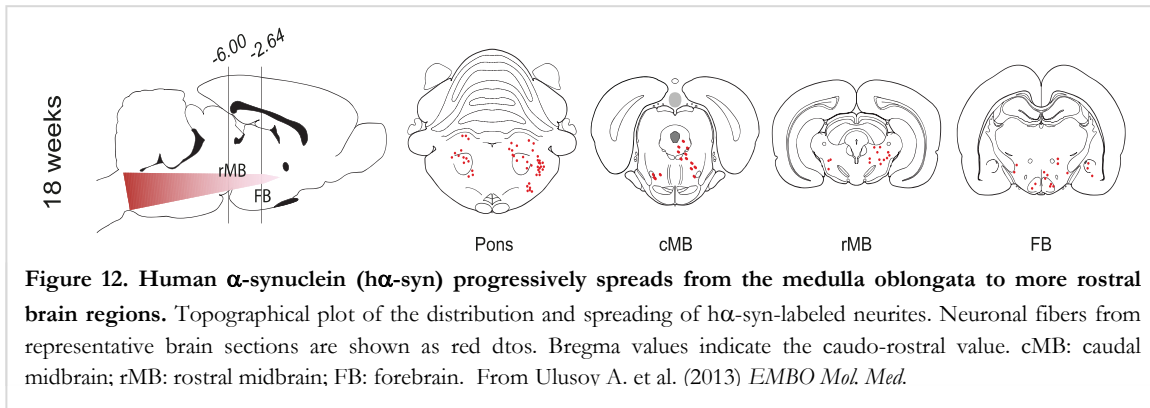 -6.00
-2.64
18 weeks
rMB
FB
Pons
cMB
rMB
FB
Figure 12. Human α-synuclein (hα-syn) progressively spreads from the medulla oblongata to more rostral
brain regions. Topographical plot of the distribution and spreading of hα-syn-labeled neurites. Neuronal fibers from
representative brain sections are shown as red dtos. Bregma values indicate the caudo-rostral value. cMB: caudal
midbrain; rMB: rostral midbrain; FB: forebrain. From Ulusoy A. et al. (2013) EMBO Mol. Med.